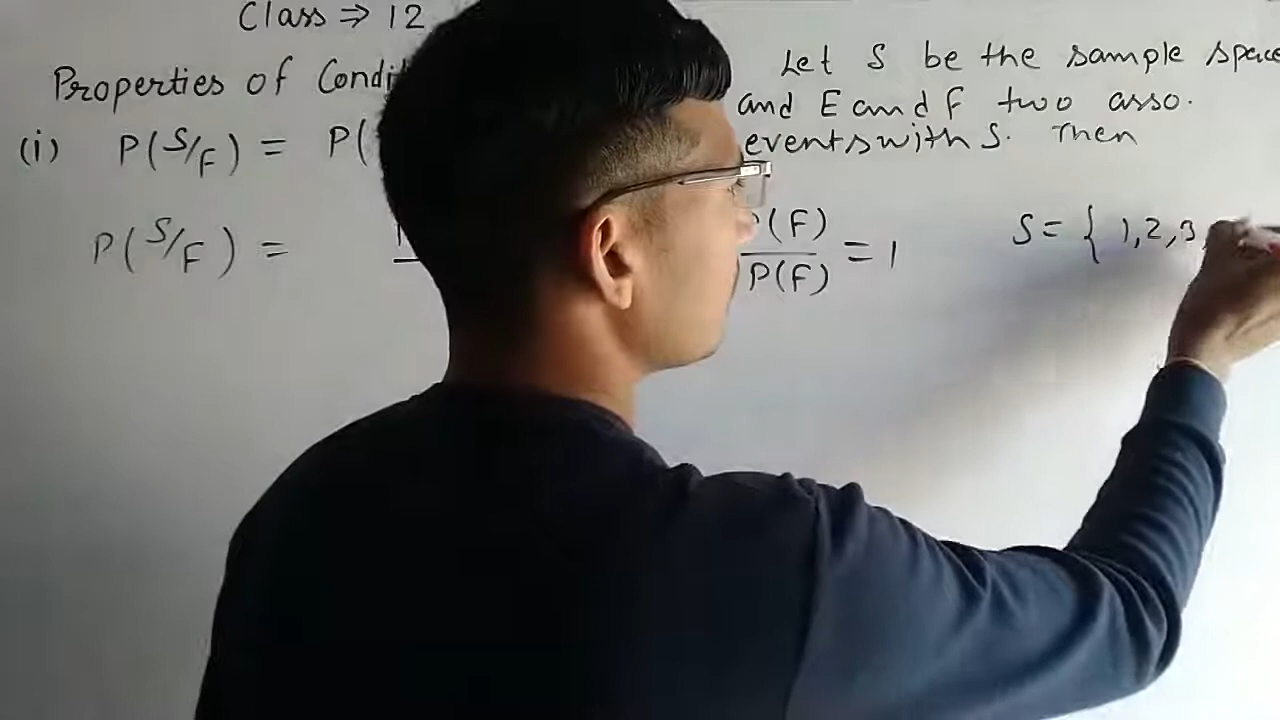 Class ⇒ 12
Properties of
(i) P(S/F) = P(
Let S be the sample space
and E and F two asso.
events with S. Then
P(S/F) =
P(F)
/P(F) = 1
S = { 1,2,3